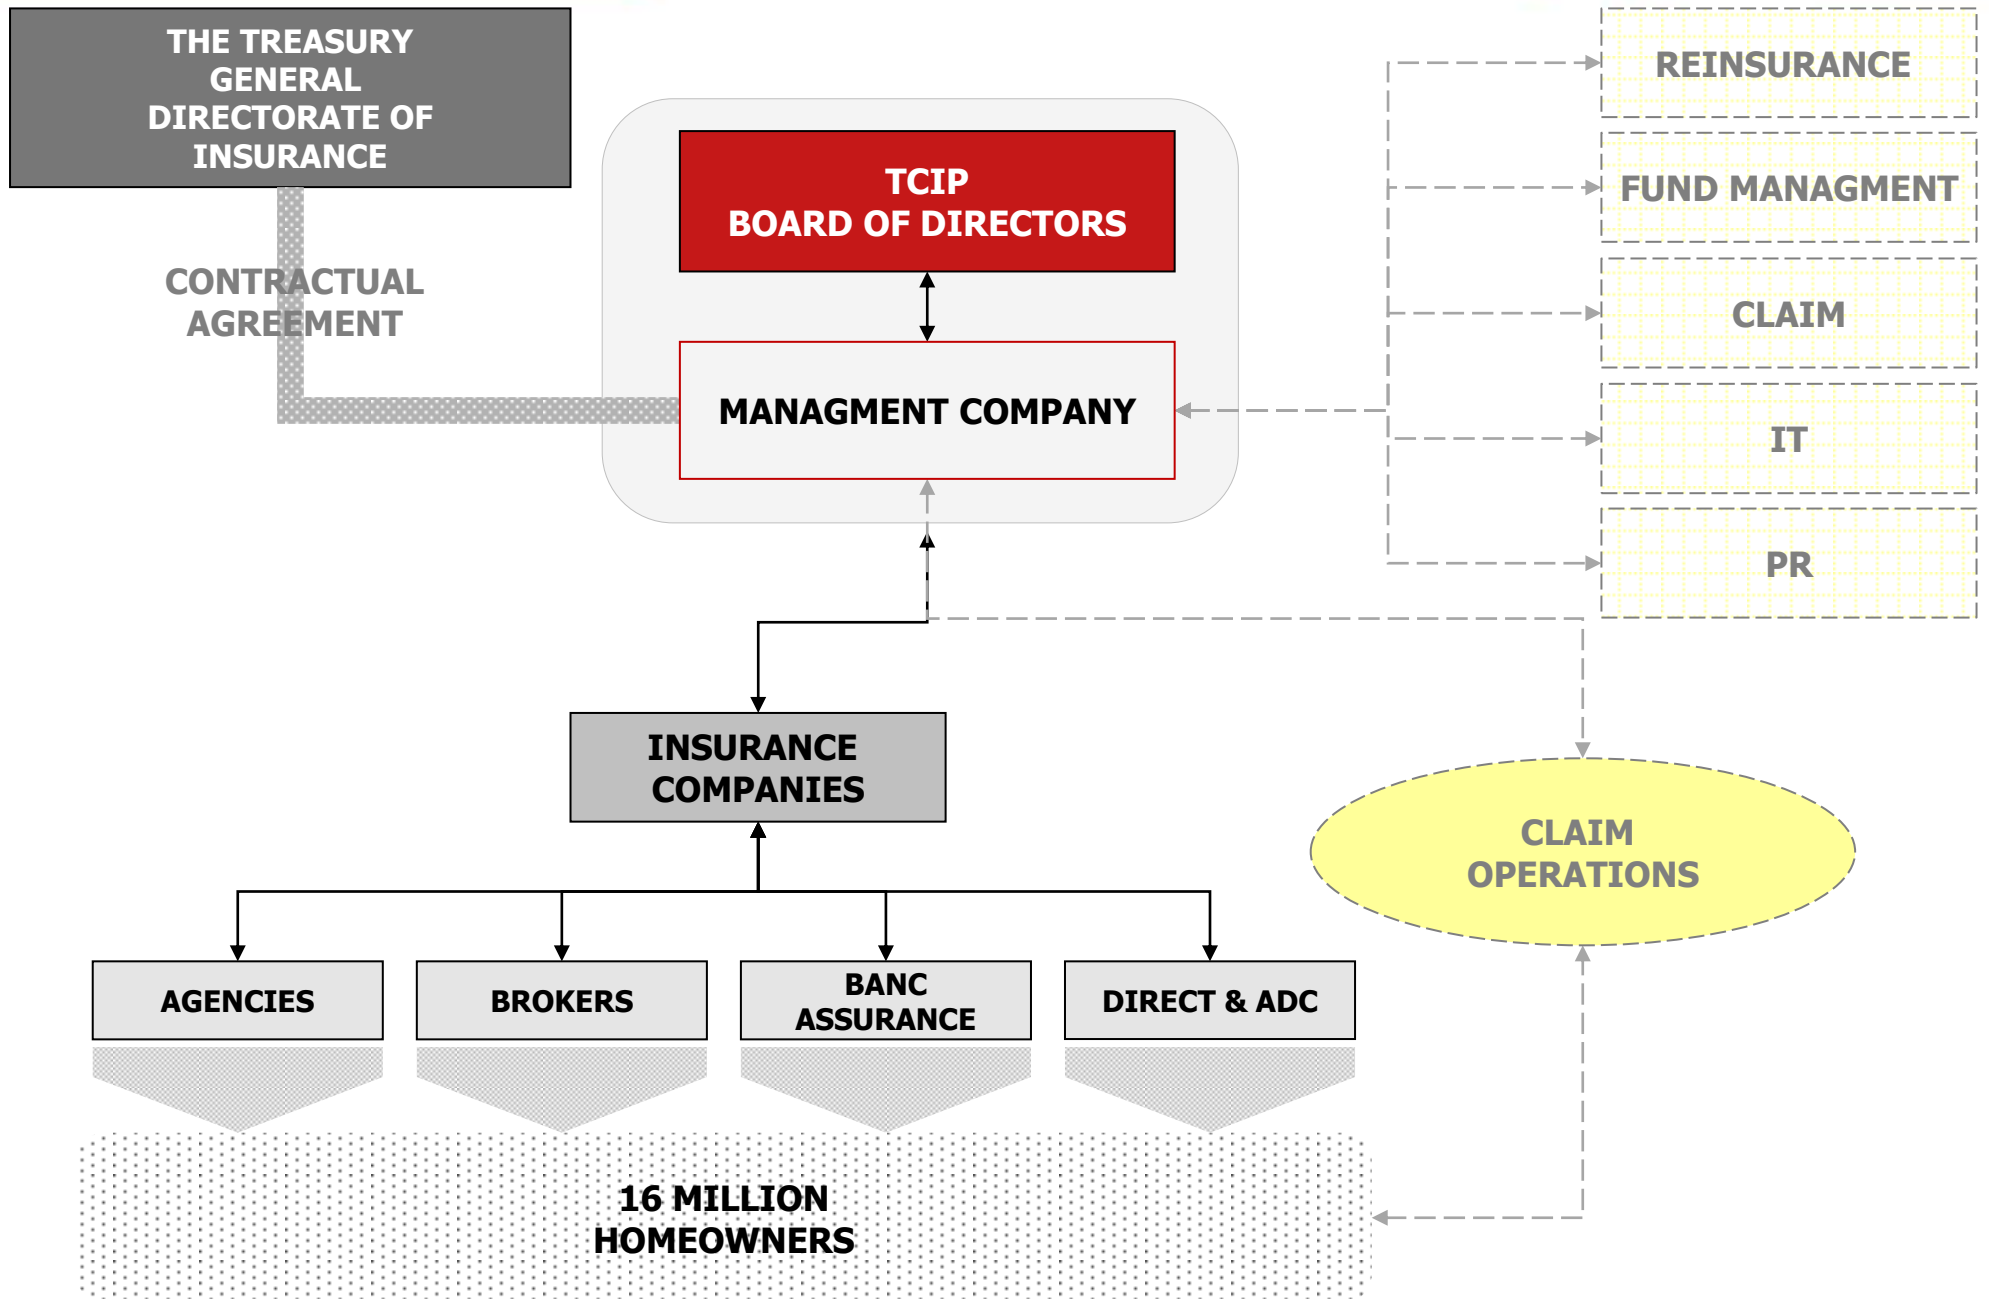 THE TREASURY
GENERAL
DIRECTORATE OF
INSURANCE
TCIP
BOARD OF DIRECTORS
CONTRACTUAL
AGREEMENT
MANAGMENT COMPANY
REINSURANCE
FUND MANAGMENT
CLAIM
IT
PR
INSURANCE
COMPANIES
CLAIM
OPERATIONS
AGENCIES
BROKERS
BANC
ASSURANCE
DIRECT & ADC
16 MILLION
HOMEOWNERS